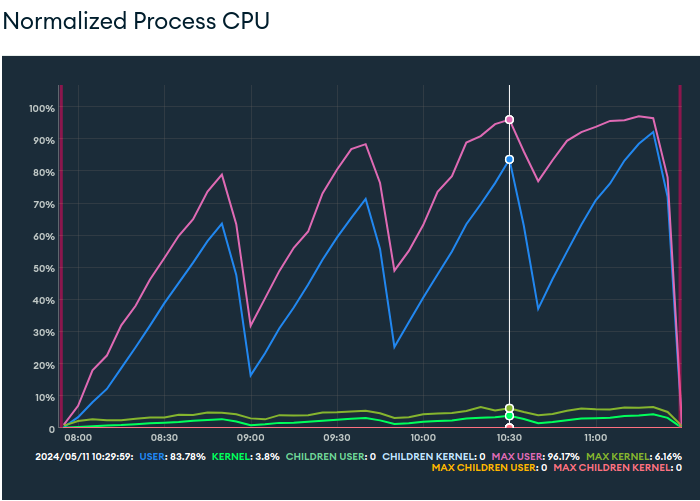 Normalized Process CPU
100%
90%
80%
70%
60%
50%
40%
30%
20%
10%
0
08:00 08:30 09:00 09:30 10:00 10:30 11:00
2024/05/11 10:29:59: USER: 83.78% KERNEL: 3.8% CHILDREN USER: 0 CHILDREN KERNEL: 0 MAX USER: 96.17% MAX KERNEL: 6.16%
MAX CHILDREN USER: 0 MAX CHILDREN KERNEL: 0